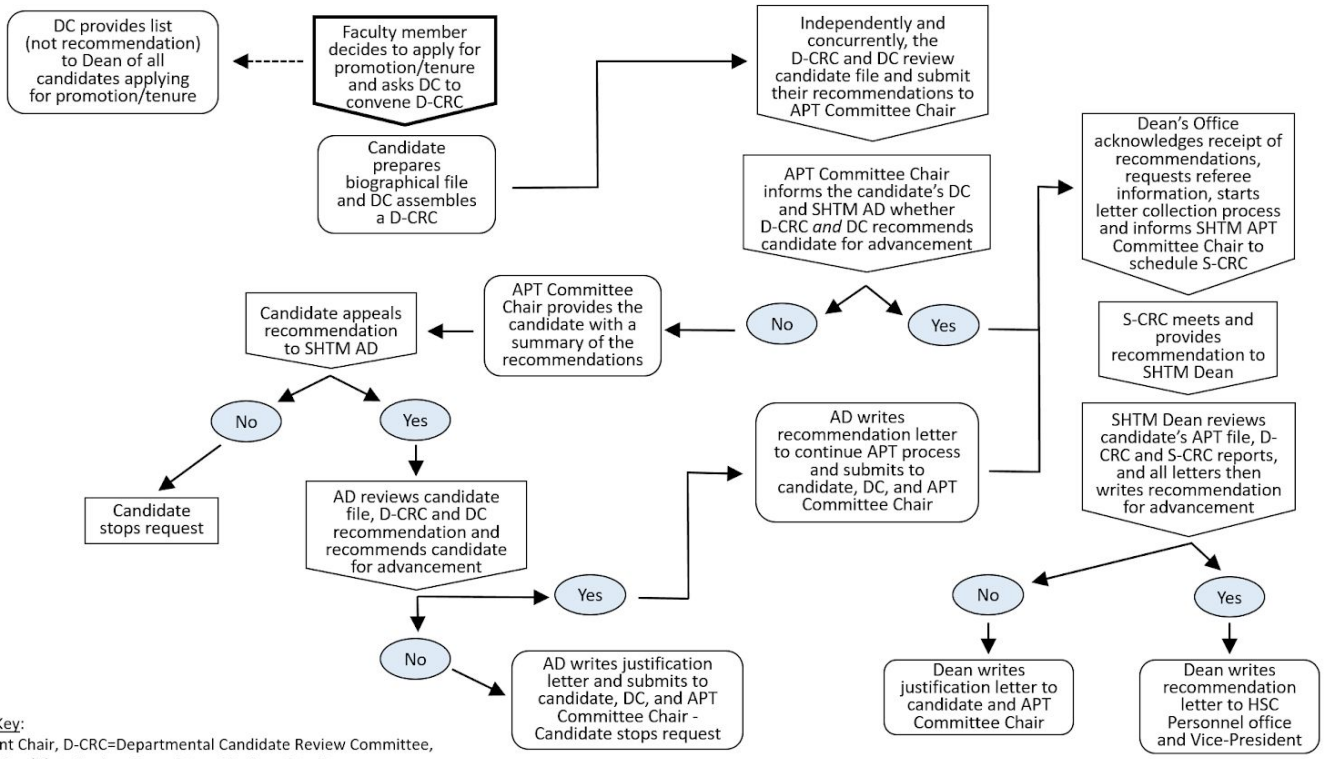 DC provides list
(not recommendation)
to Dean of all
candidates applying
for promotion/tenure
Faculty member
decides to apply for
promotion/tenure
and asks DC to
convene D-CRC
Candidate
prepares
biographical file
and DC assembles
a D-CRC
Independently and
concurrently, the
D-CRC and DC review
candidate file and submit
their recommendations to
APT Committee Chair
APT Committee Chair
informs the candidate's DC
and SHTM AD whether
D-CRC and DC recommends
candidate for advancement
No
Yes
Dean's Office
acknowledges receipt of
recommendations,
requests referee
information, starts
letter collection process
and informs SHTM APT
Committee Chair to
schedule S-CRC
S-CRC meets and
provides
recommendation to
SHTM Dean
SHTM Dean reviews
candidate's APT file, D-
CRC and S-CRC reports,
and all letters then
writes recommendation
for advancement
No
Yes
Dean writes
justification letter to
candidate and APT
Committee Chair
Dean writes
recommendation
letter to HSC
Personnel office
and Vice-President
APT Committee
Chair provides the
candidate with a
summary of the
recommendations
Candidate appeals
recommendation
to SHTM AD
No
Yes
Candidate
stops request
AD reviews candidate
file, D-CRC and DC
recommendation and
recommends candidate
for advancement
Yes
No
AD writes
recommendation letter
to continue APT process
and submits to
candidate, DC, and APT
Committee Chair
AD writes justification
letter and submits to
candidate, DC, and APT
Committee Chair -
Candidate stops request
Key:
nt Chair, D-CRC=Departmental Candidate Review Committee,